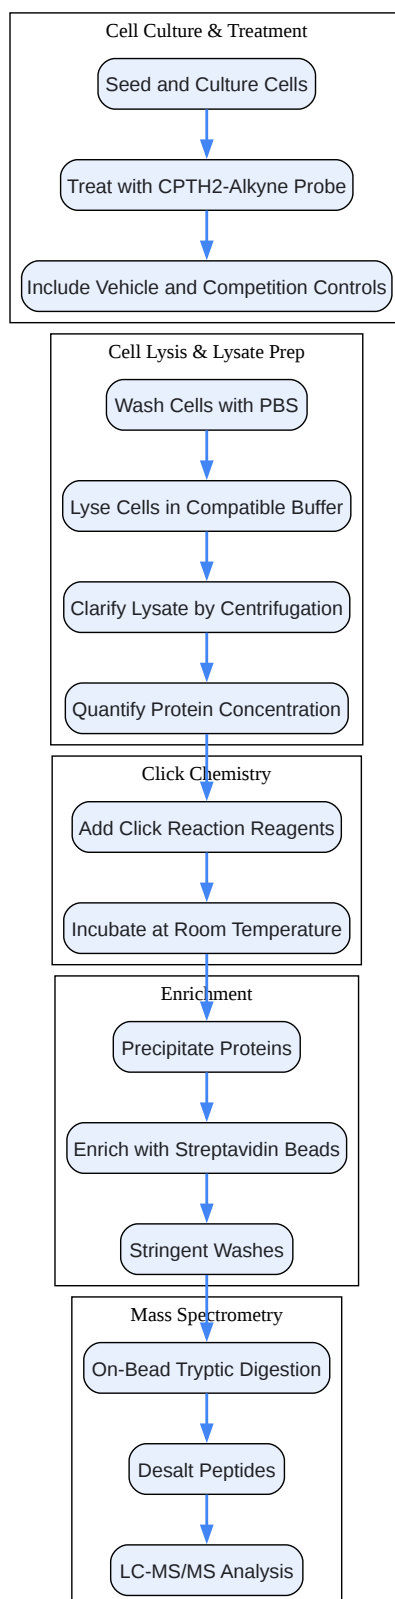 Cell Culture & Treatment
Seed and Culture Cells
Treat with CPTH2-Alkyne Probe
Include Vehicle and Competition Controls
Cell Lysis & Lysate Prep
Wash Cells with PBS
Lyse Cells in Compatible Buffer
Clarify Lysate by Centrifugation
Quantify Protein Concentration
Click Chemistry
Add Click Reaction Reagents
Incubate at Room Temperature
Enrichment
Precipitate Proteins
Enrich with Streptavidin Beads
Stringent Washes
Mass Spectrometry
On-Bead Tryptic Digestion
Desalt Peptides
LC-MS/MS Analysis